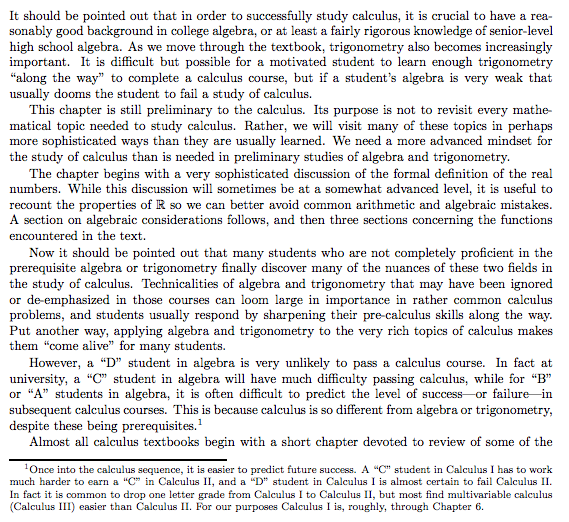 It should be pointed out that in order to successfully study calculus, it is crucial to have a rea-
sonably good background in college algebra, or at least a fairly rigorous knowledge of senior-level
high school algebra. As we move through the textbook, trigonometry also becomes increasingly
important. It is difficult but possible for a motivated student to learn enough trigonometry
“along the way” to complete a calculus course, but if a student’s algebra is very weak that
usually dooms the student to fail a study of calculus.
This chapter is still preliminary to the calculus. Its purpose is not to revisit every mathe-
matical topic needed to study calculus. Rather, we will visit many of these topics in perhaps
more sophisticated ways than they are usually learned. We need a more advanced mindset for
the study of calculus than is needed in preliminary studies of algebra and trigonometry.
The chapter begins with a very sophisticated discussion of the formal definition of the real
numbers. While this discussion will sometimes be at a somewhat advanced level, it is useful to
recount the properties of ℝ so we can better avoid common arithmetic and algebraic mistakes.
A section on algebraic considerations follows, and then three sections concerning the functions
encountered in the text.
Now it should be pointed out that many students who are not completely proficient in the
prerequisite algebra or trigonometry finally discover many of the nuances of these two fields in
the study of calculus. Technicalities of algebra and trigonometry that may have been ignored
or de-emphasized in those courses can loom large in importance in rather common calculus
problems, and students usually respond by sharpening their pre-calculus skills along the way.
Put another way, applying algebra and trigonometry to the very rich topics of calculus makes
them “come alive” for many students.
However, a “D” student in algebra is very unlikely to pass a calculus course. In fact at
university, a “C” student in algebra will have much difficulty passing calculus, while for “B”
or “A” students in algebra, it is often difficult to predict the level of success—or failure—in
subsequent calculus courses. This is because calculus is so different from algebra or trigonometry,
despite these being prerequisites.¹
Almost all calculus textbooks begin with a short chapter devoted to review of some of the
¹Once into the calculus sequence, it is easier to predict future success. A “C” student in Calculus I has to work
much harder to earn a “C” in Calculus II, and a “D” student in Calculus I is almost certain to fail Calculus II.
In fact it is common to drop one letter grade from Calculus I to Calculus II, but most find multivariable calculus
(Calculus III) easier than Calculus II. For our purposes Calculus I is, roughly, through Chapter 6.